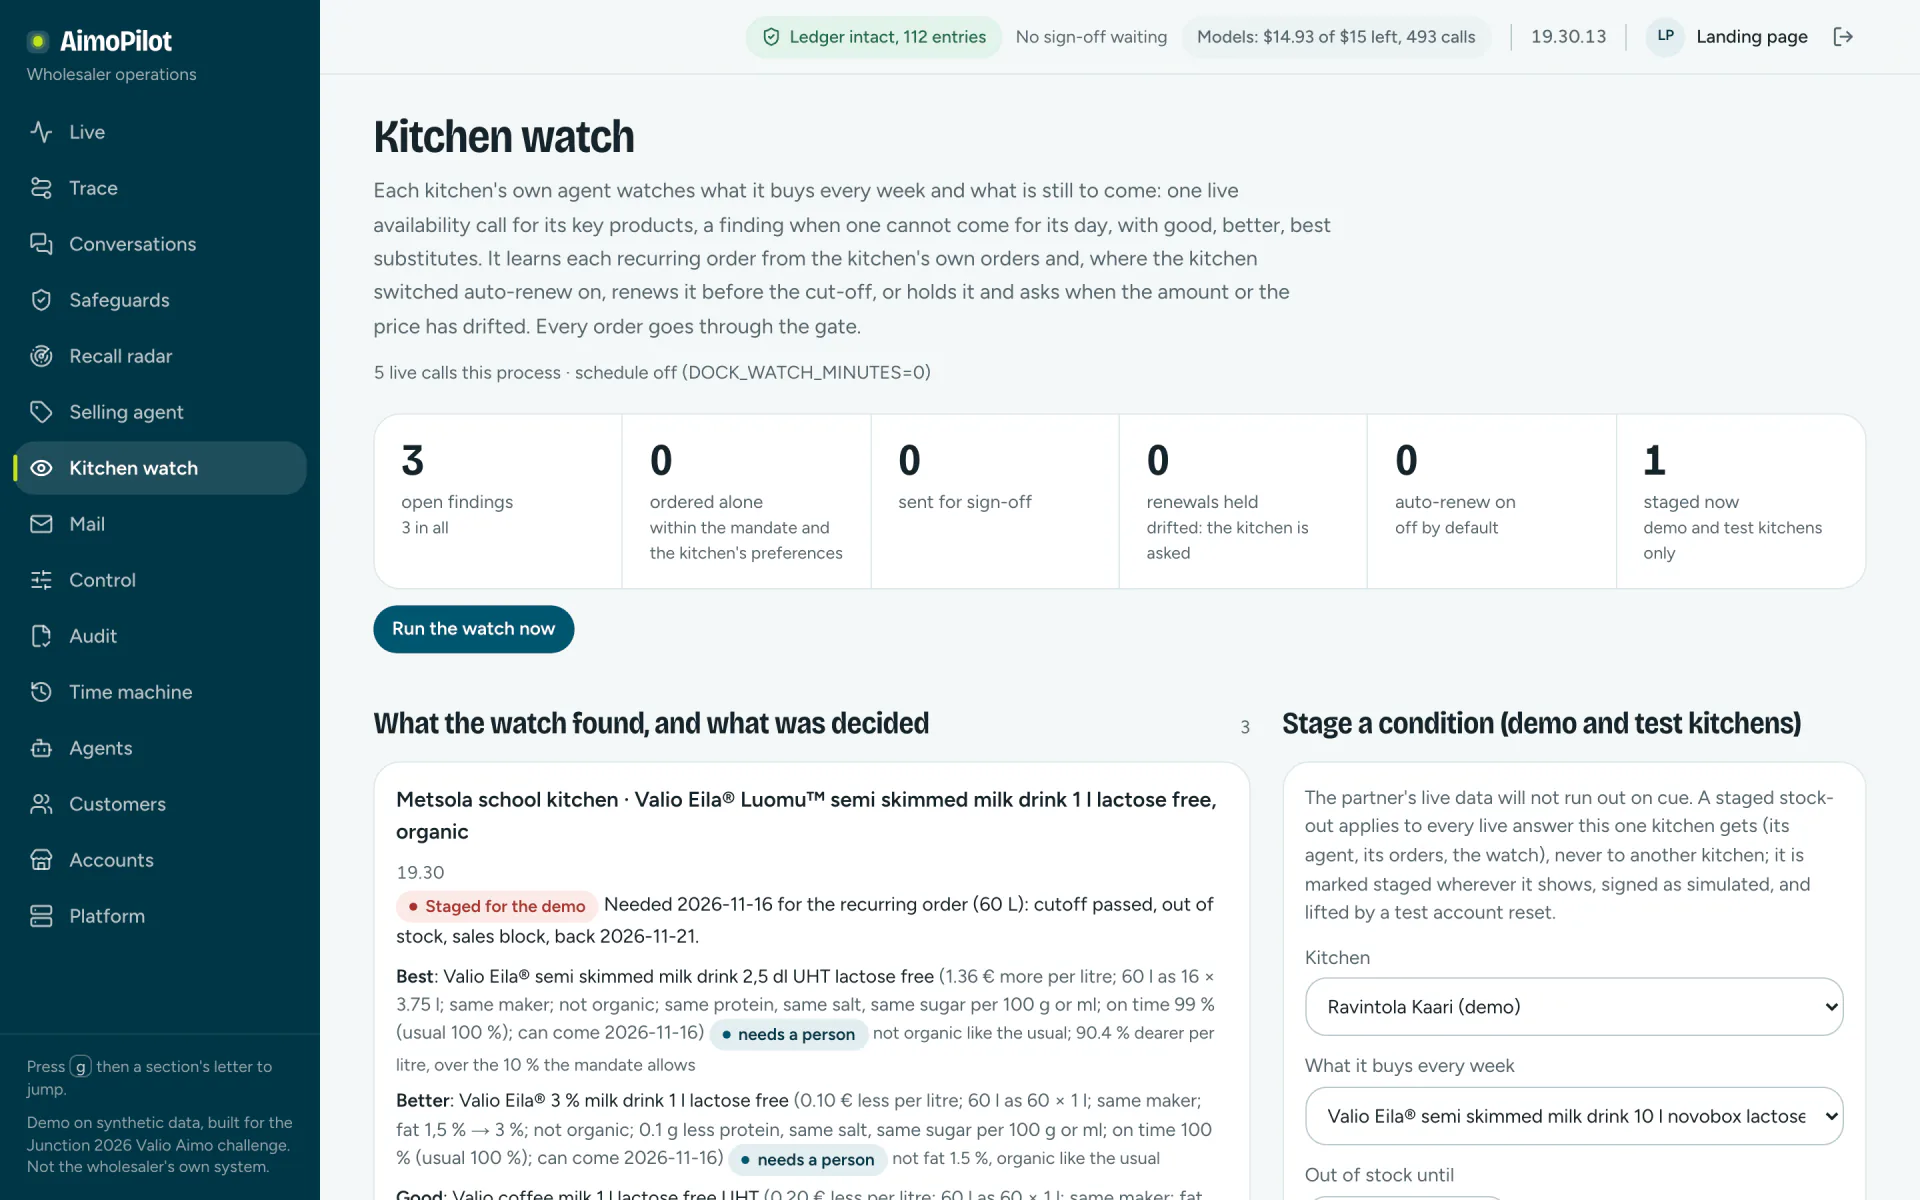 AimoPilot
Wholesaler operations
Live
Trace
Conversations
Safeguards
Recall radar
Selling agent
Kitchen watch
Mail
Control
Audit
Time machine
Agents
Customers
Accounts
Platform
Press g then a section's letter to
jump.
Demo on synthetic data, built for the
Junction 2026 Valio Aimo challenge.
Not the wholesaler's own system.
Ledger intact, 112 entries
No sign-off waiting
Models: $14.93 of $15 left, 493 calls
19.30.13
LP
Landing page
Kitchen watch
Each kitchen's own agent watches what it buys every week and what is still to come: one live
availability call for its key products, a finding when one cannot come for its day, with good, better, best
substitutes. It learns each recurring order from the kitchen's own orders and, where the kitchen
switched auto-renew on, renews it before the cut-off, or holds it and asks when the amount or the
price has drifted. Every order goes through the gate.
5 live calls this process · schedule off (DOCK_WATCH_MINUTES=0)
3
open findings
3 in all
0
ordered alone
within the mandate and
the kitchen's preferences
0
sent for sign-off
0
renewals held
drifted: the kitchen is
asked
0
auto-renew on
off by default
1
staged now
demo and test kitchens
only
Run the watch now
What the watch found, and what was decided
3
Metsola school kitchen · Valio Eila® Luomu™ semi skimmed milk drink 1 l lactose free,
organic
19.30
Staged for the demo Needed 2026-11-16 for the recurring order (60 L): cutoff passed, out of
stock, sales block, back 2026-11-21.
Best: Valio Eila® semi skimmed milk drink 2,5 dl UHT lactose free (1.36 € more per litre; 60 l as 16 ×
3.75 l; same maker; not organic; same protein, same salt, same sugar per 100 g or ml; on time 99 %
(usual 100 %); can come 2026-11-16) needs a person not organic like the usual; 90.4 % dearer per
litre, over the 10 % the mandate allows
Better: Valio Eila® 3 % milk drink 1 l lactose free (0.10 € less per litre; 60 l as 60 × 1 l; same maker;
fat 1,5 % → 3 %; not organic; 0.1 g less protein, same salt, same sugar per 100 g or ml; on time 100
% (usual 100 %); can come 2026-11-16) needs a person not fat 1.5 %, organic like the usual
Good: Valio coffee milk 1 l lactose free UHT (0.20 € less per litre; 60 l as 60 × 1 l; same maker; fat
Stage a condition (demo and test kitchens)
The partner's live data will not run out on cue. A staged stock-
out applies to every live answer this one kitchen gets (its
agent, its orders, the watch), never to another kitchen; it is
marked staged wherever it shows, signed as simulated, and
lifted by a test account reset.
Kitchen
Ravintola Kaari (demo)
What it buys every week
Valio Eila® semi skimmed milk drink 10 l novobox lactose
Out of stock until